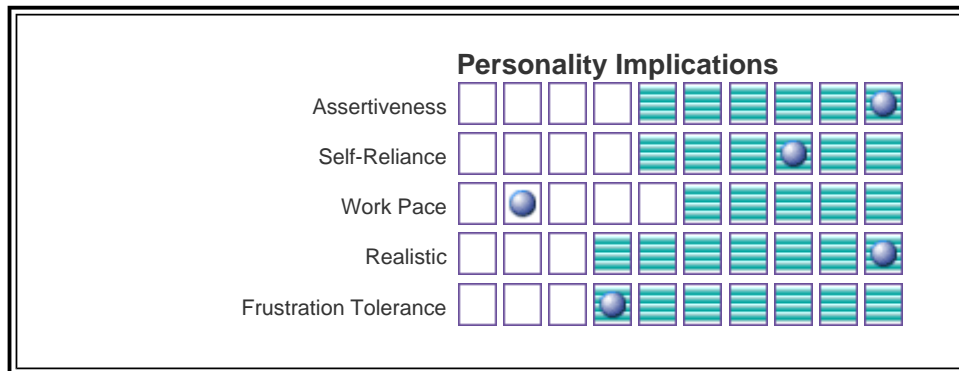 Personality Implications
Assertiveness
Self-Reliance
Work Pace
Realistic
Frustration Tolerance